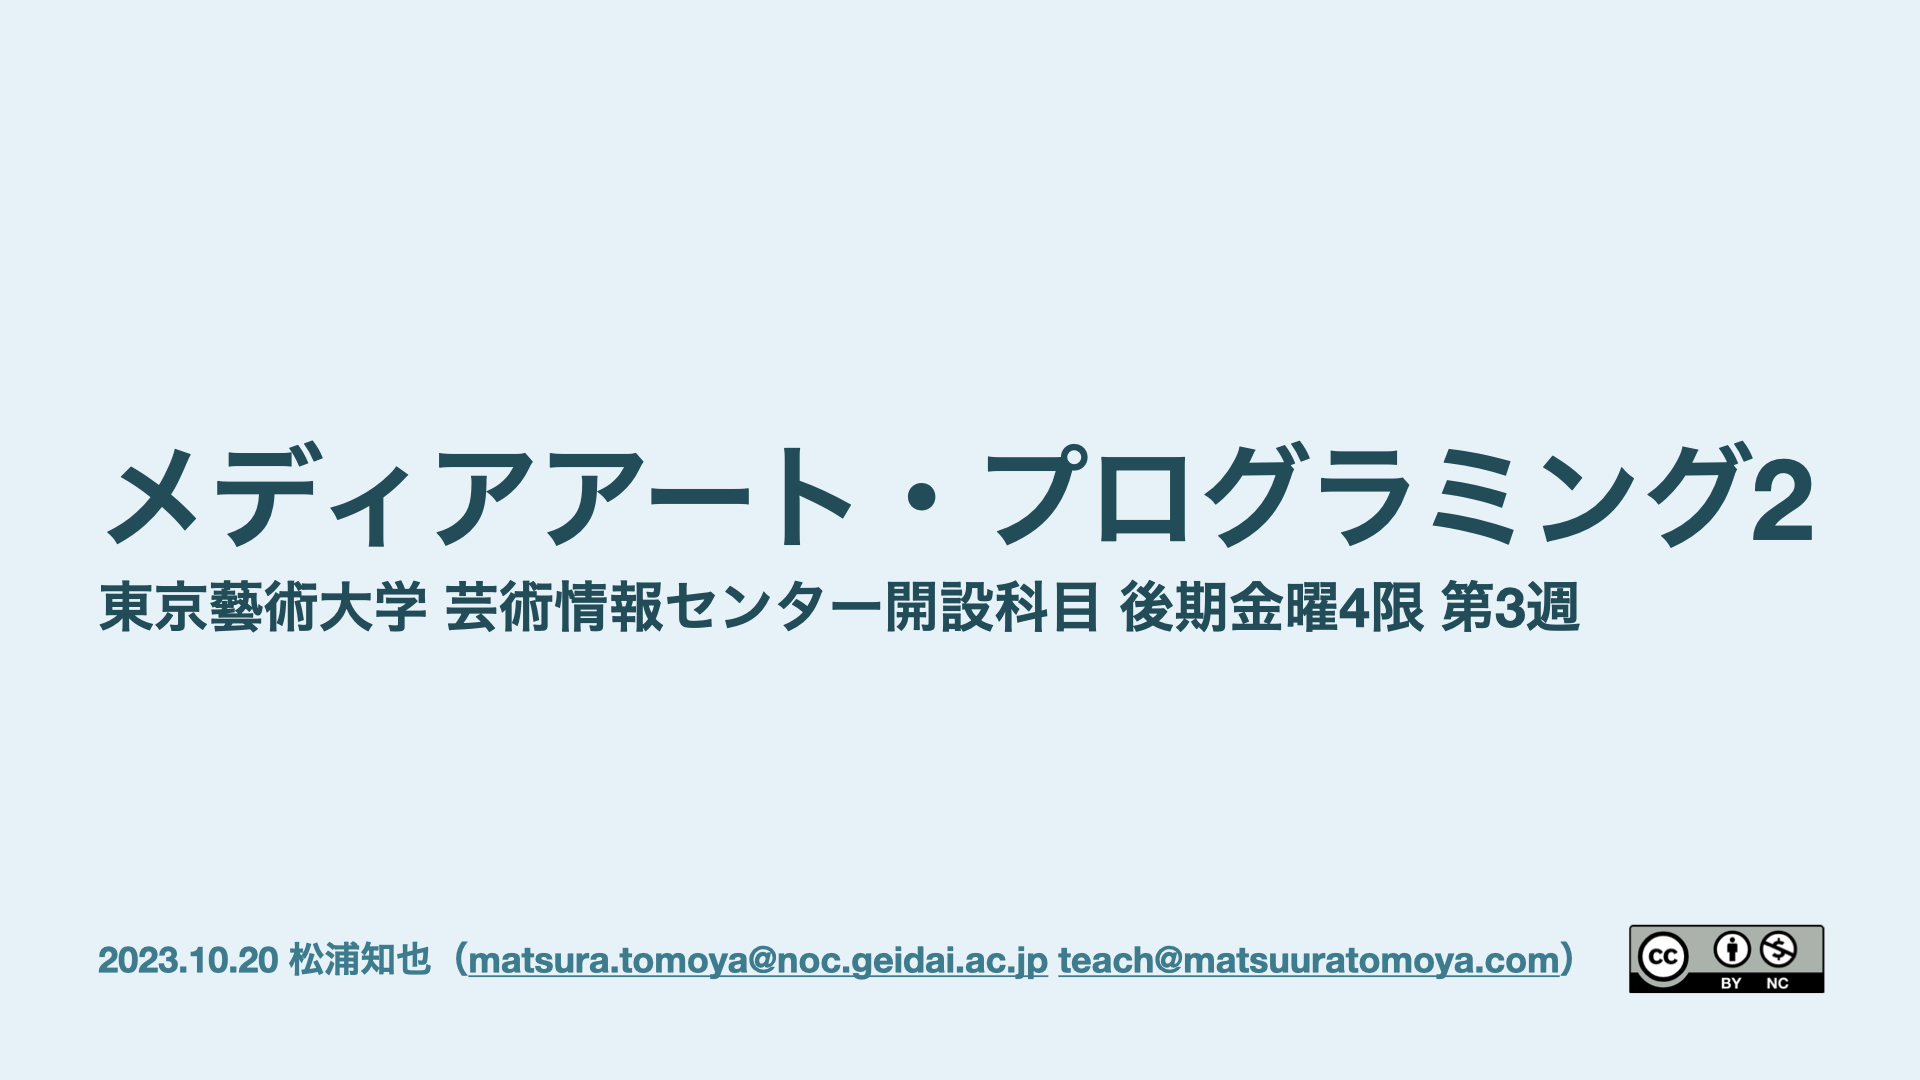 メディアアート・プログラミング2
東京藝術大学 芸術情報センター開設科目 後期金曜4限 第3週
2023.10.20 松浦知也（matsura.tomoya@noc.geidai.ac.jp teach@matsuuratomoya.com）
CC BY NC